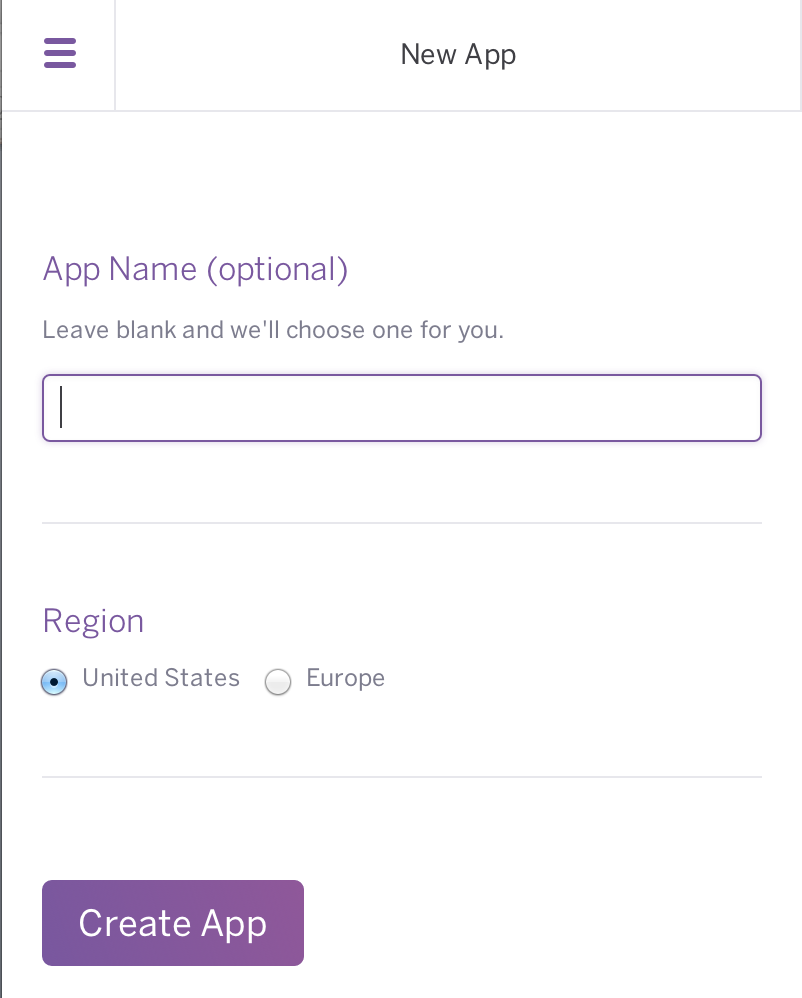 New App
App Name (optional)
Leave blank and we'll choose one for you.
Region
United States Europe
Create App